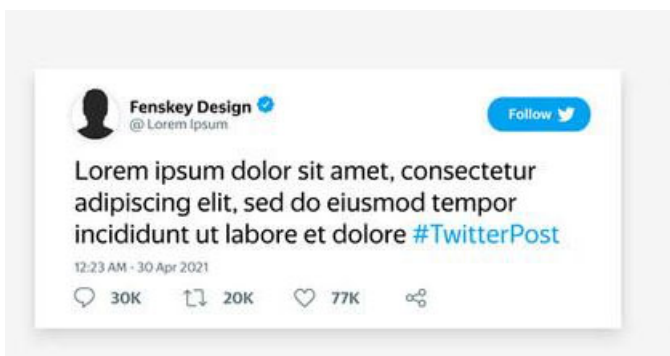 Fenskey Design
@ Lorem Ipsum
Follow
Lorem ipsum dolor sit amet, consectetur
adipiscing elit, sed do eiusmod tempor
incididunt ut labore et dolore #TwitterPost
12:23 AM - 30 Apr 2021
30K 20K 77K